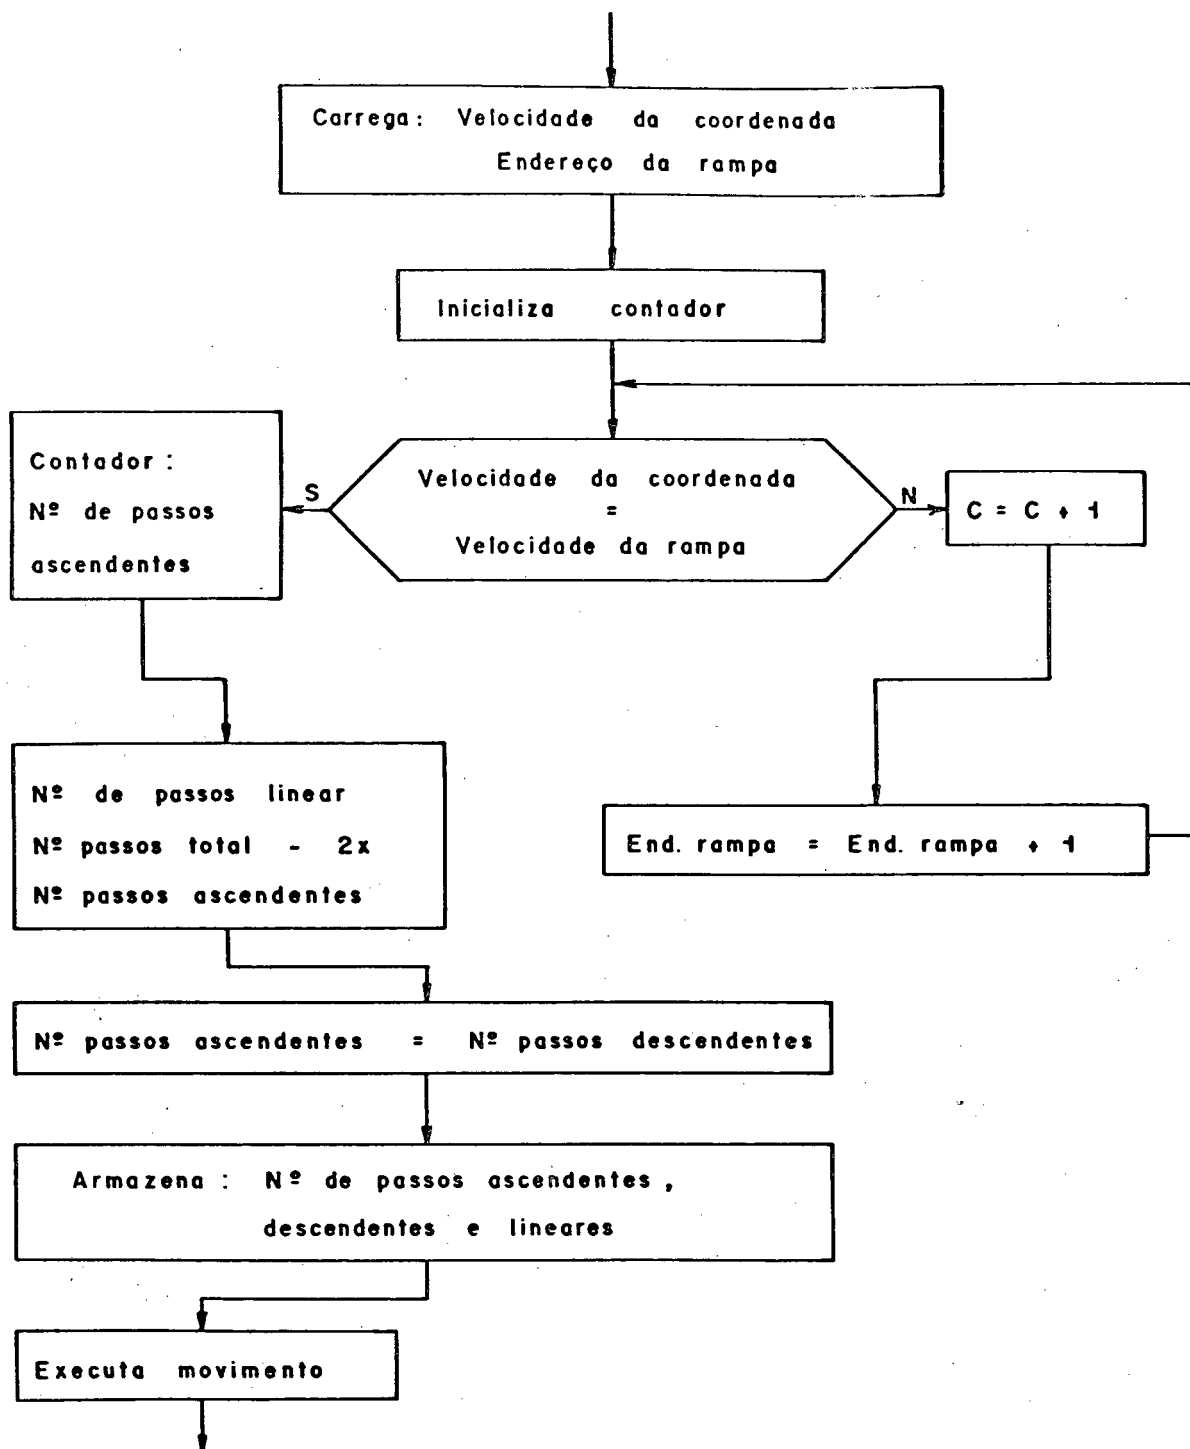 Carrega: Velocidade da coordenada
Endereço da rampa
Inicializa contador
Contador:
Nº de passos
ascendentes
S
Velocidade da coordenada
=
Velocidade da rampa
N
C = C + 1
Nº de passos linear
Nº passos total - 2x
Nº passos ascendentes
End. rampa = End. rampa + 1
Nº passos ascendentes = Nº passos descendentes
Armazena: Nº de passos ascendentes,
descendentes e lineares
Executa movimento